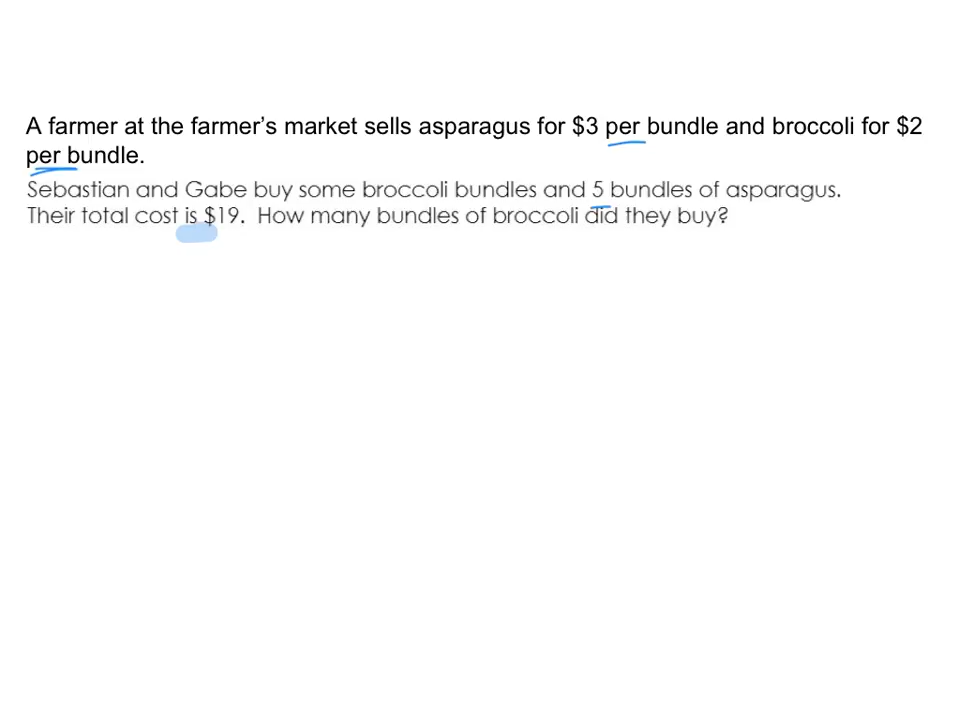 A farmer at the farmer’s market sells asparagus for $3 per bundle and broccoli for $2
per bundle.
Sebastian and Gabe buy some broccoli bundles and 5 bundles of asparagus.
Their total cost is $19.  How many bundles of broccoli did they buy?